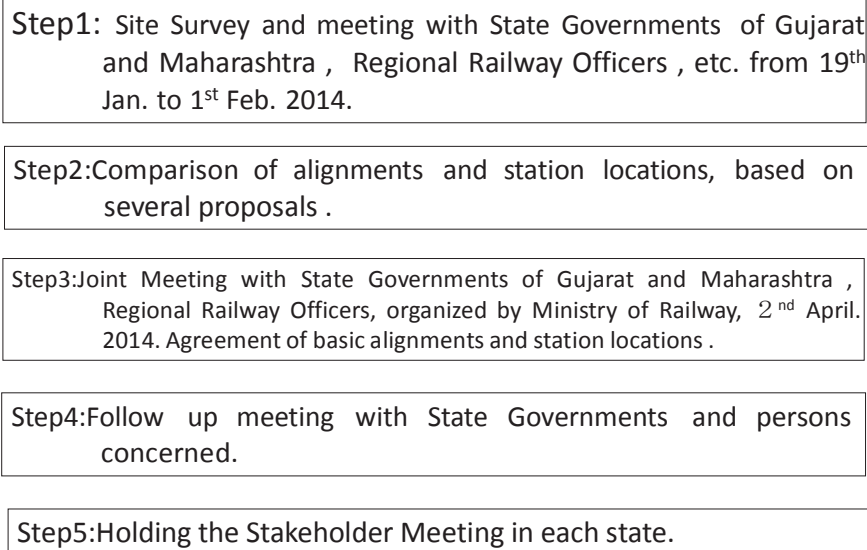 Step1: Site Survey and meeting with State Governments of Gujarat
and Maharashtra , Regional Railway Officers , etc. from 19th
Jan. to 1st Feb. 2014.
Step2:Comparison of alignments and station locations, based on
several proposals .
Step3:Joint Meeting with State Governments of Gujarat and Maharashtra ,
Regional Railway Officers, organized by Ministry of Railway, ２nd April.
2014. Agreement of basic alignments and station locations .
Step4:Follow up meeting with State Governments and persons
concerned.
Step5:Holding the Stakeholder Meeting in each state.